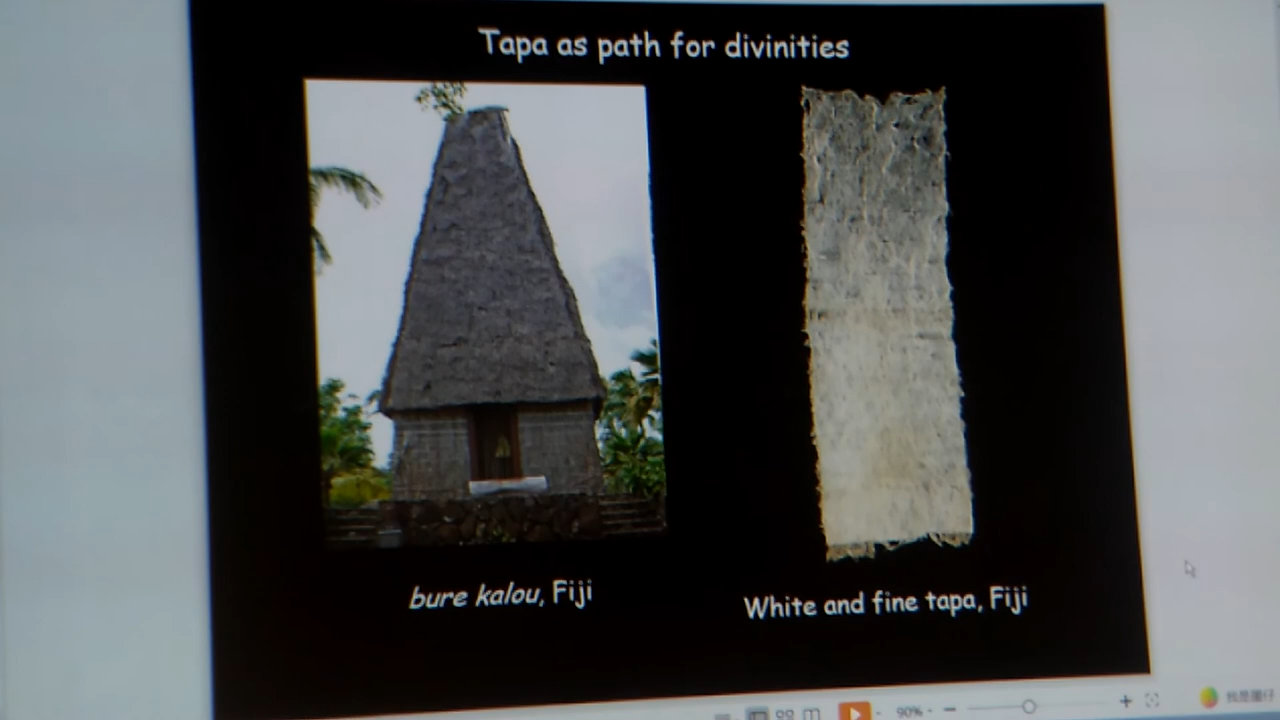 Tapa as path for divinities
bure kalou, Fiji
White and fine tapa, Fiji
90%